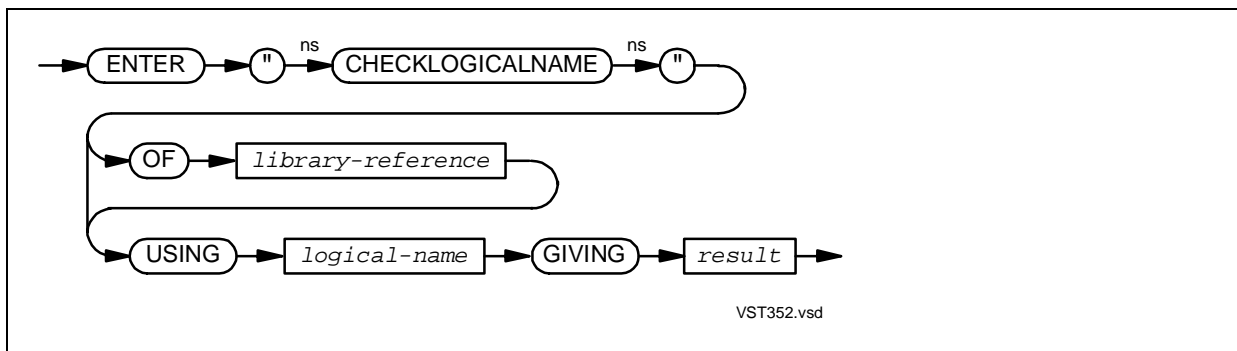 ENTER " ns CHECKLOGICALNAME ns "
OF library-reference
USING logical-name GIVING result
VST352.vsd